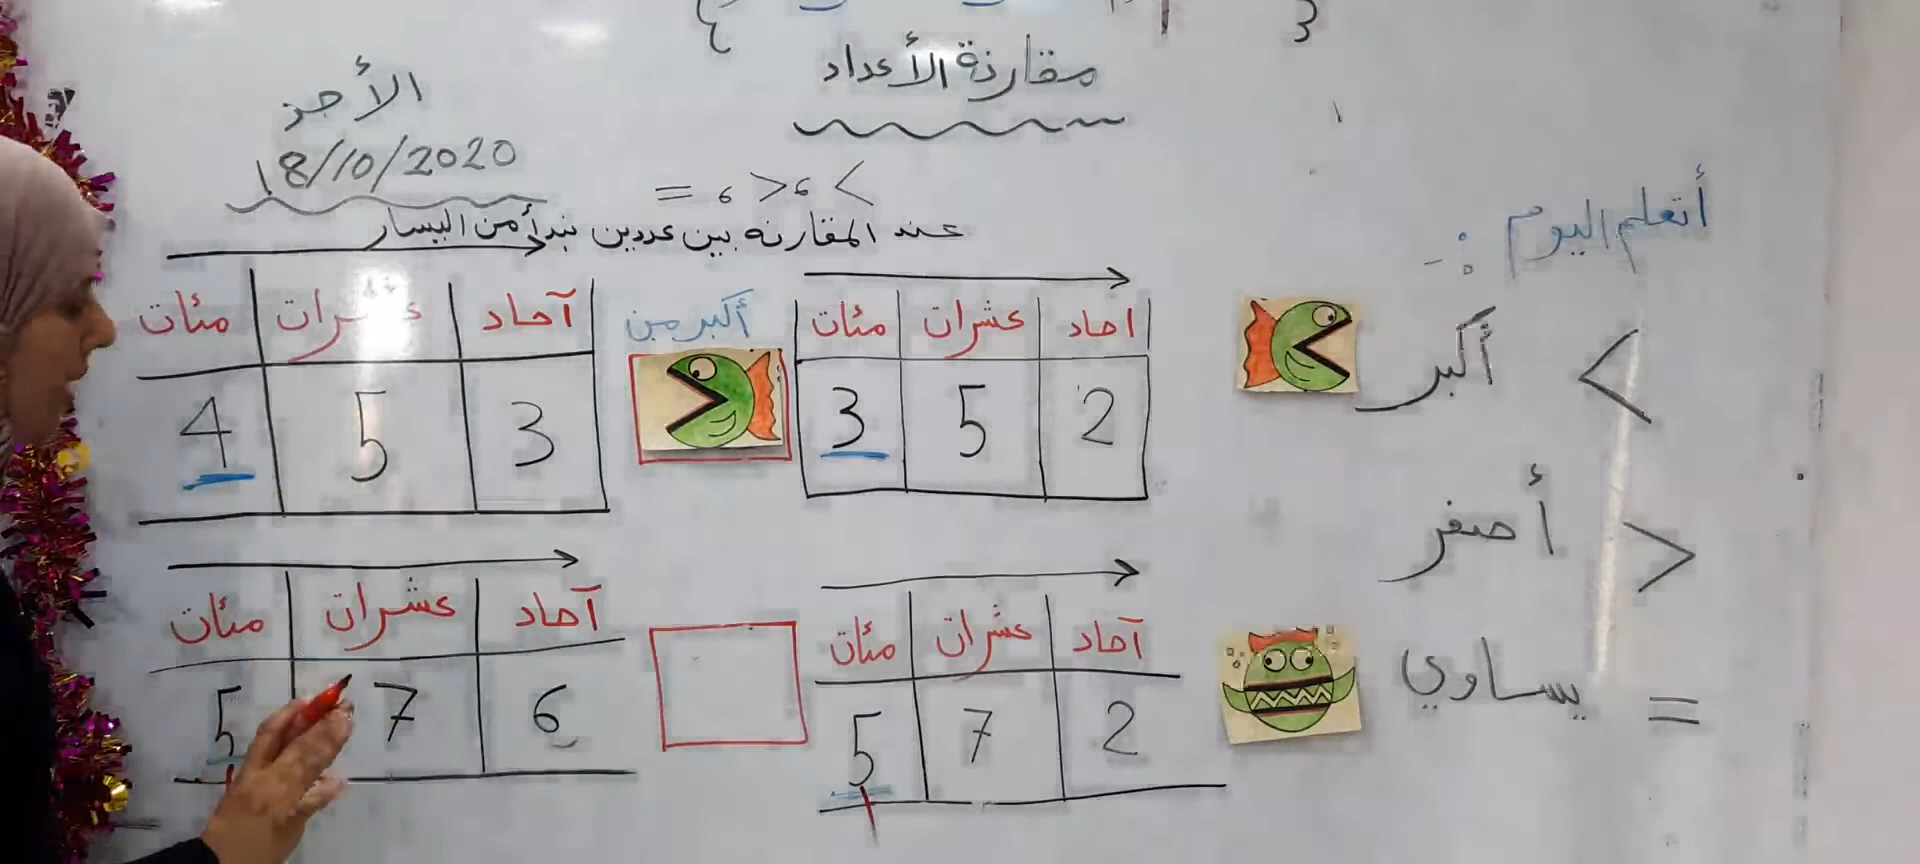 مقارنة الأعداد
الأحد
18/10/2020
< ، > ، =
عند المقارنه بين عددين نبدأ من اليسار
أتعلم اليوم :-
مئات عشرات آحاد
4 5 3
أكبر من
مئات عشرات احاد
3 5 2
أكبر <
أصغر >
يساوي =
مئات عشرات آحاد
5 7 6
مئات عشرات آحاد
5 7 2